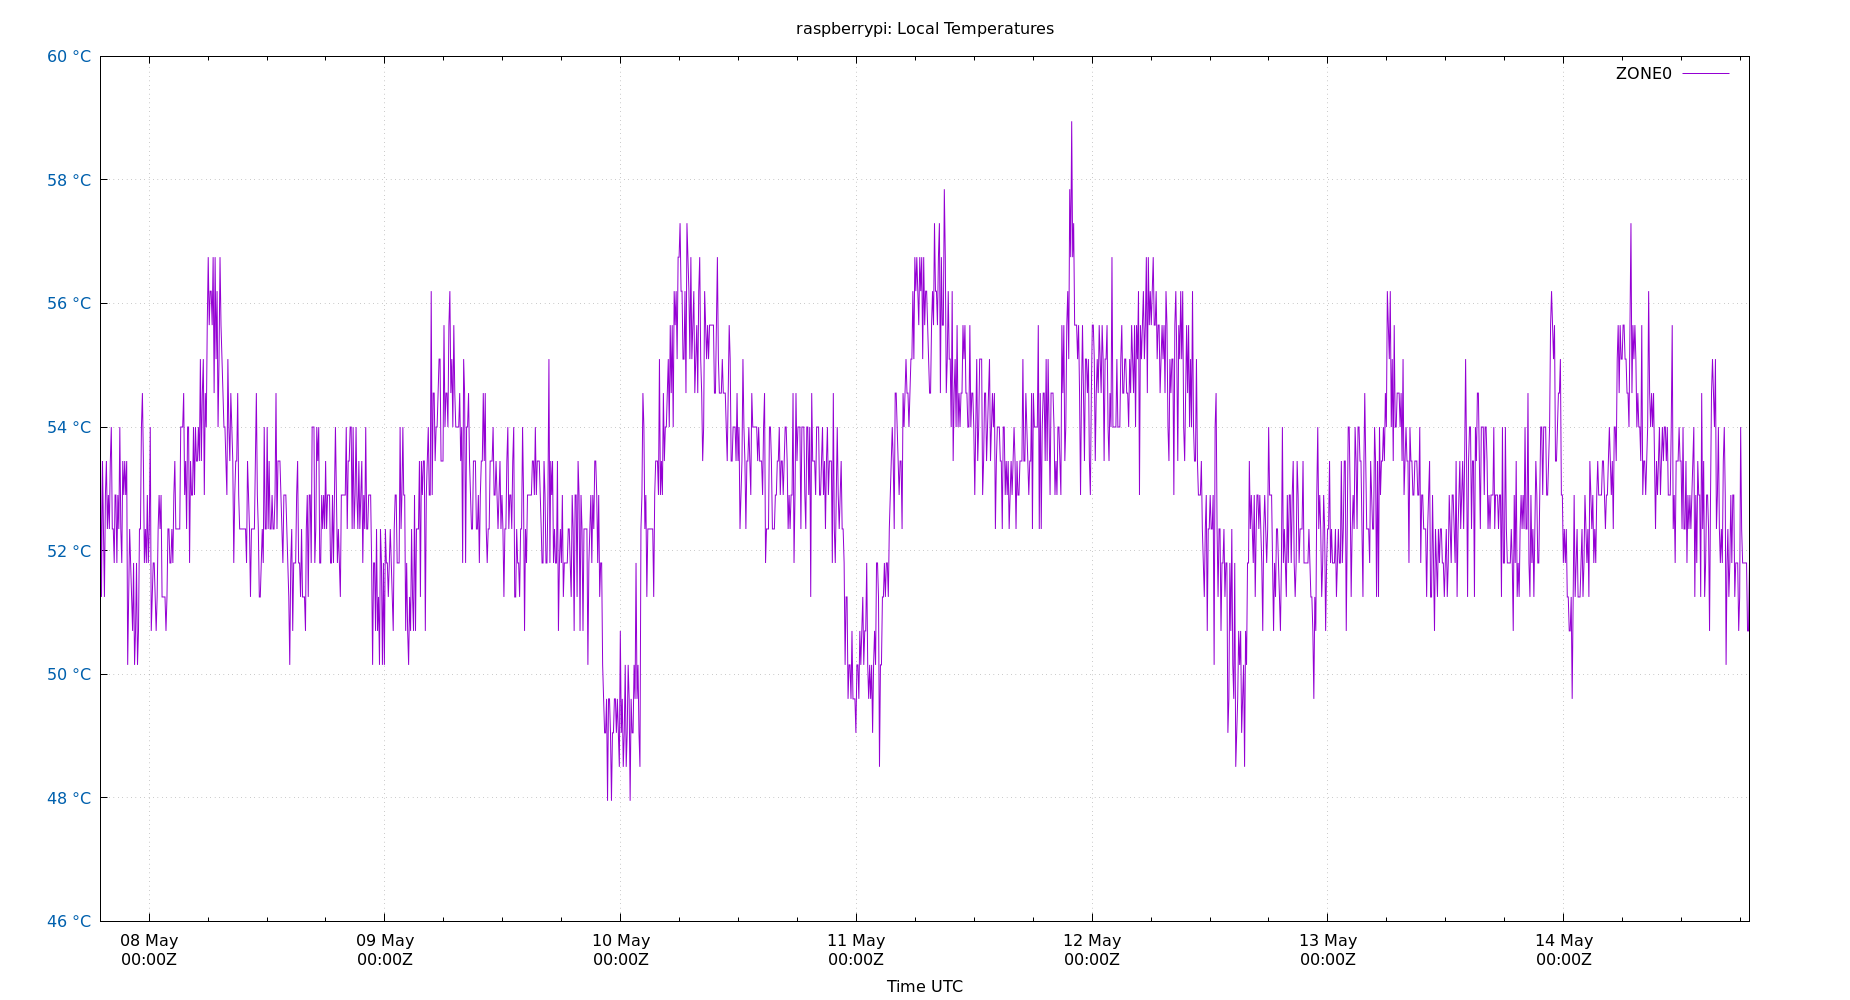 raspberrypi: Local Temperatures
60 °C
ZONE0
58 °C
56 °C
54 °C
52 °C
50 °C
48 °C
46 °C
08 May 09 May 10 May 11 May 12 May 13 May 14 May
00:00Z 00:00Z 00:00Z 00:00Z 00:00Z 00:00Z 00:00Z
Time UTC